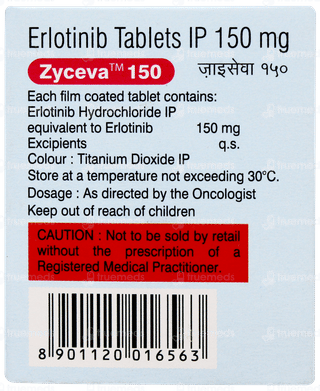 Erlotinib Tablets IP 150 mg
Zyceva™ 150 ज़ाइसेवा १५०
Each film coated tablet contains:
Erlotinib Hydrochloride IP
equivalent to Erlotinib 150 mg
Excipients q.s.
Colour : Titanium Dioxide IP
Store at a temperature not exceeding 30°C.
Dosage : As directed by the Oncologist
Keep out of reach of children
CAUTION : Not to be sold by retail
without the prescription of a
Registered Medical Practitioner.
8 901120 016563